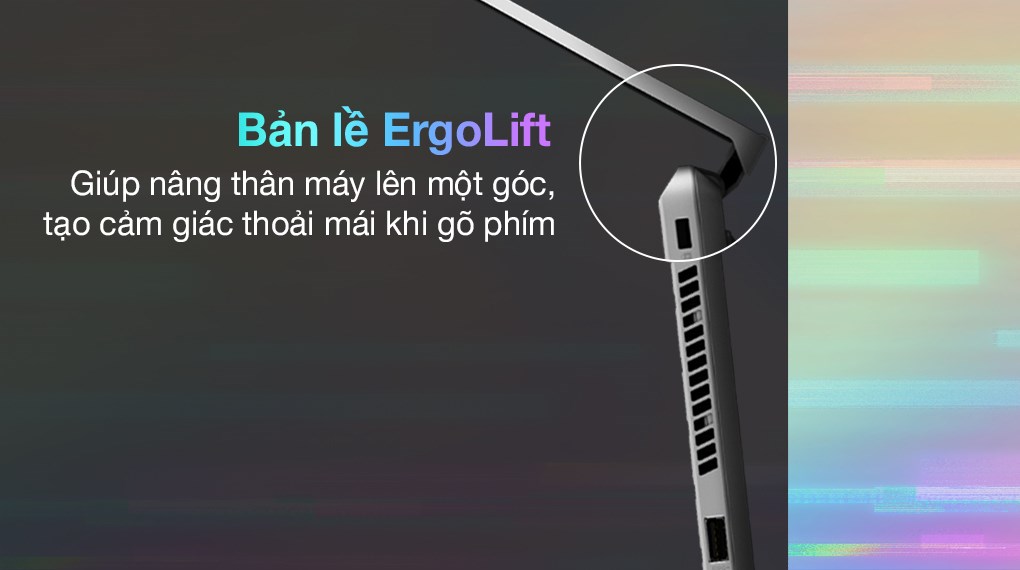 Bản lề ErgoLift
Giúp nâng thân máy lên một góc,
tạo cảm giác thoải mái khi gõ phím